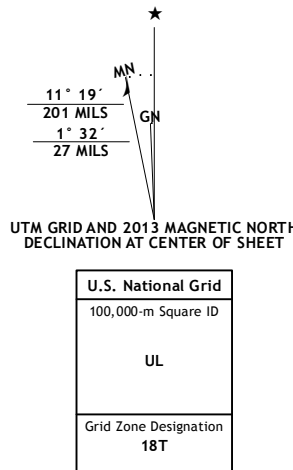 ★
MN
GN
11° 19´
201 MILS
1° 32´
27 MILS
UTM GRID AND 2013 MAGNETIC NORTH
DECLINATION AT CENTER OF SHEET
U.S. National Grid
100,000-m Square ID
UL
Grid Zone Designation
18T